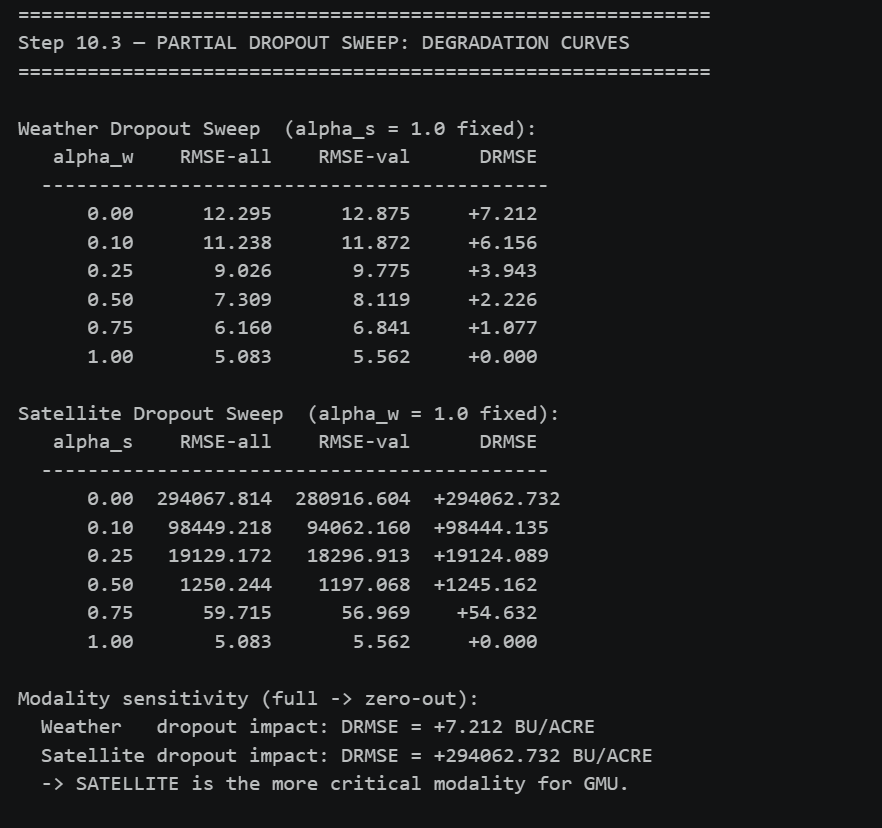 ============================================================
Step 10.3 — PARTIAL DROPOUT SWEEP: DEGRADATION CURVES
============================================================
Weather Dropout Sweep  (alpha_s = 1.0 fixed):
   alpha_w    RMSE-all    RMSE-val      DRMSE
  --------------------------------------------
      0.00      12.295      12.875     +7.212
      0.10      11.238      11.872     +6.156
      0.25       9.026       9.775     +3.943
      0.50       7.309       8.119     +2.226
      0.75       6.160       6.841     +1.077
      1.00       5.083       5.562     +0.000
Satellite Dropout Sweep  (alpha_w = 1.0 fixed):
   alpha_s    RMSE-all    RMSE-val      DRMSE
  --------------------------------------------
      0.00  294067.814  280916.604  +294062.732
      0.10   98449.218   94062.160  +98444.135
      0.25   19129.172   18296.913  +19124.089
      0.50    1250.244    1197.068  +1245.162
      0.75      59.715      56.969    +54.632
      1.00       5.083       5.562     +0.000
Modality sensitivity (full -> zero-out):
  Weather   dropout impact: DRMSE = +7.212 BU/ACRE
  Satellite dropout impact: DRMSE = +294062.732 BU/ACRE
  -> SATELLITE is the more critical modality for GMU.